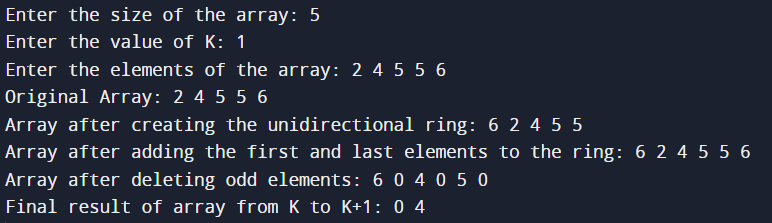 Enter the size of the array: 5
Enter the value of K: 1
Enter the elements of the array: 2 4 5 5 6
Original Array: 2 4 5 5 6
Array after creating the unidirectional ring: 6 2 4 5 5
Array after adding the first and last elements to the ring: 6 2 4 5 5 6
Array after deleting odd elements: 6 0 4 0 5 0
Final result of array from K to K+1: 0 4